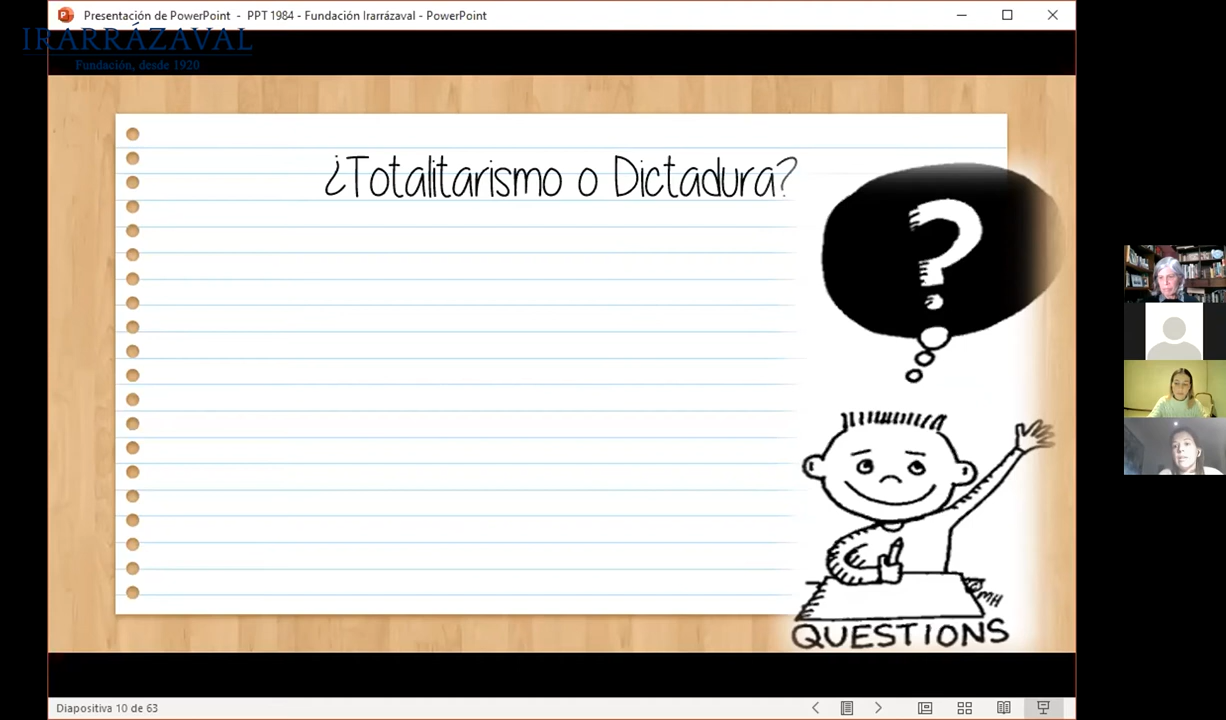 Presentación de PowerPoint - PPT 1984 - Fundación Irarrázaval - PowerPoint
IRARRÁZAVAL
Fundación, desde 1920
¿Totalitarismo o Dictadura?
?
©MH
QUESTIONS
Diapositiva 10 de 63